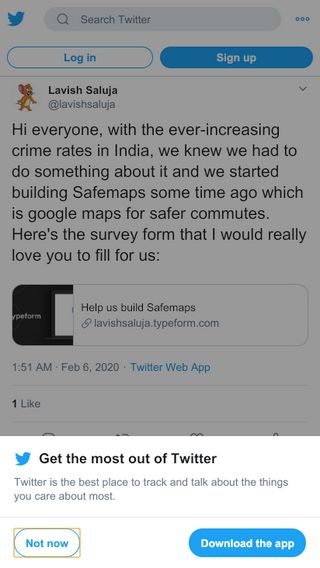 Search Twitter
Log in
Sign up
Lavish Saluja
@lavishsaluja
Hi everyone, with the ever-increasing
crime rates in India, we knew we had to
do something about it and we started
building Safemaps some time ago which
is google maps for safer commutes.
Here's the survey form that I would really
love you to fill for us:
ypeform
Help us build Safemaps
lavishsaluja.typeform.com
1:51 AM · Feb 6, 2020 · Twitter Web App
1 Like
Get the most out of Twitter
Twitter is the best place to track and talk about the things
you care about most.
Not now
Download the app